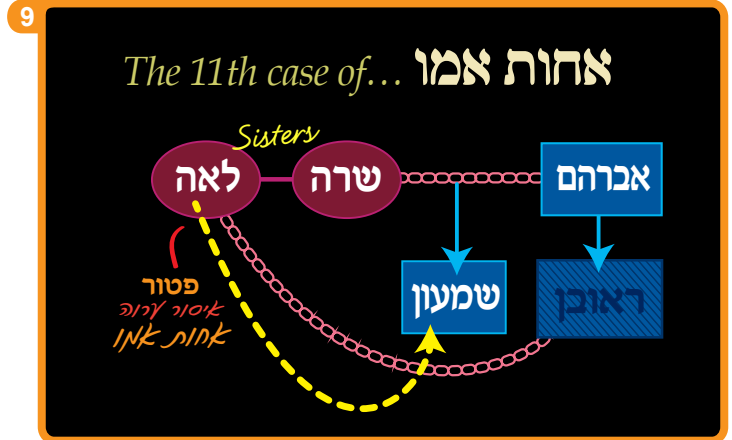 9
The 11th case of... אחות אמו
Sisters
לאה
שרה
אברהם
שמעון
ראובן
פטור
איסור ערוה
אחות אמו